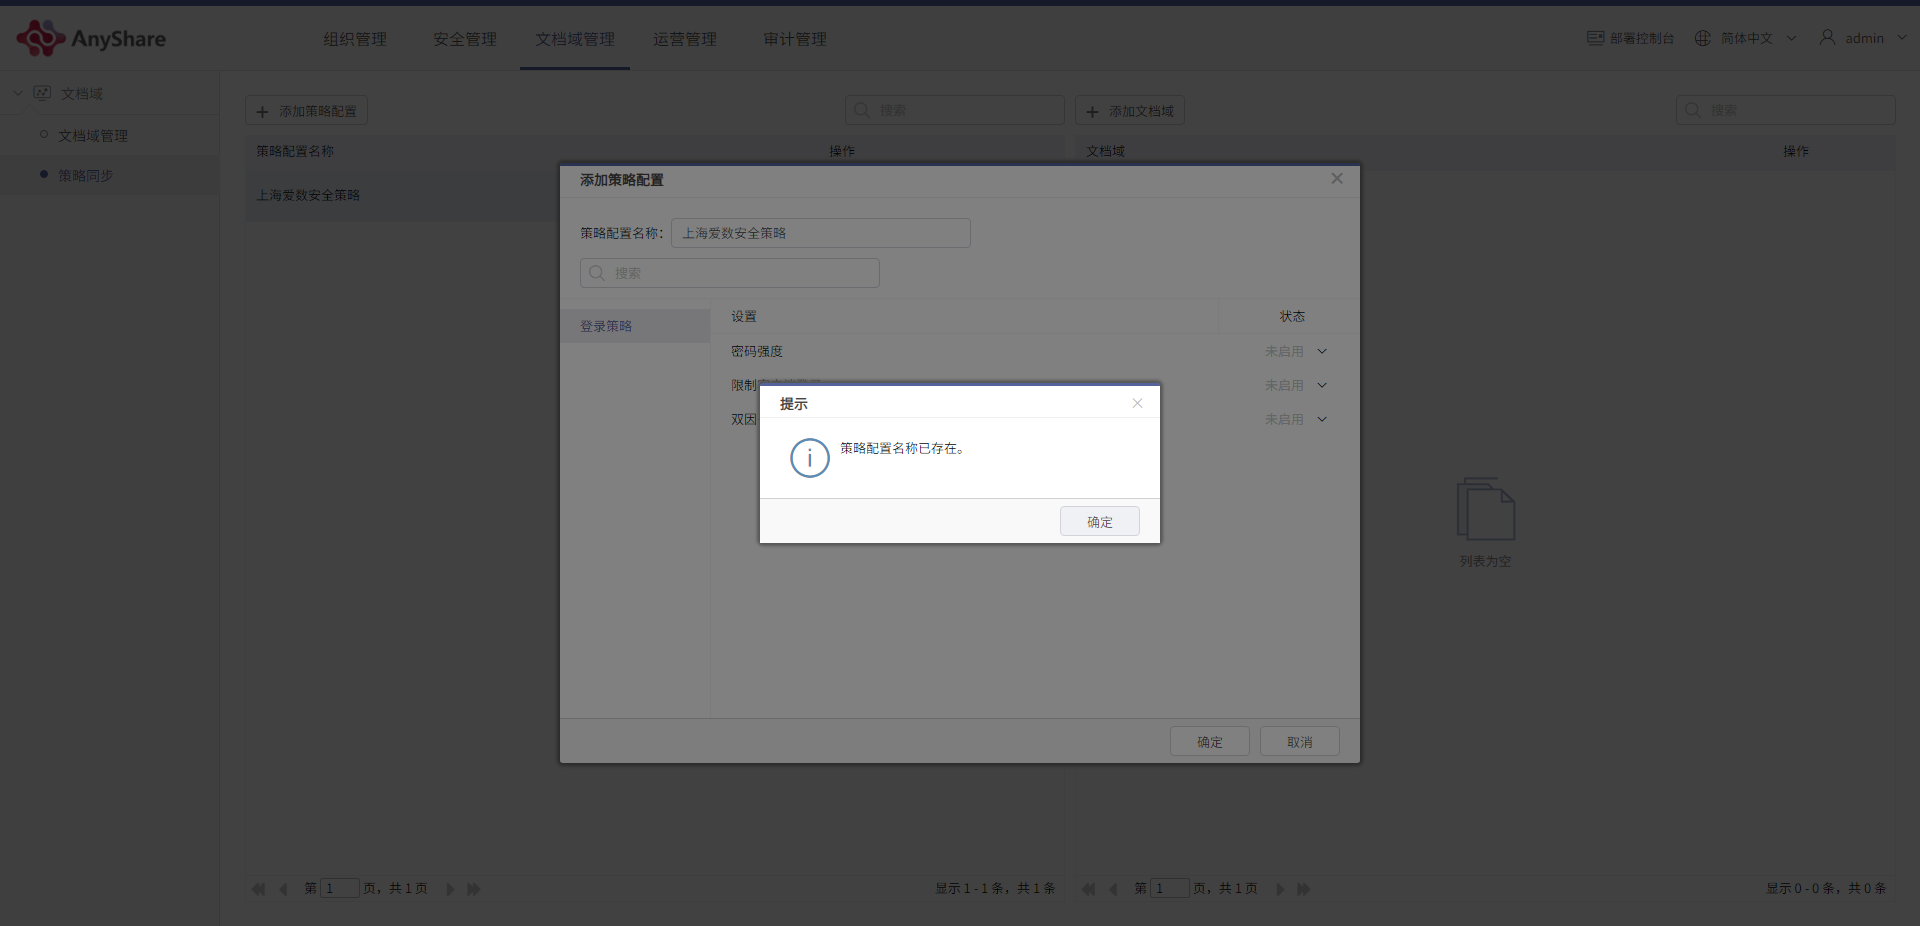 AnyShare
组织管理
安全管理
文档域管理
运营管理
审计管理
部署控制台
简体中文
admin
文档域
文档域管理
策略同步
添加策略配置
搜索
策略配置名称
操作
上海爱数安全策略
添加文档域
搜索
文档域
操作
列表为空
添加策略配置
策略配置名称：
上海爱数安全策略
搜索
登录策略
设置
状态
密码强度
未启用
限制
未启用
双因
未启用
提示
策略配置名称已存在。
确定
确定
取消
第 1 页，共 1 页
显示 1 - 1 条，共 1 条
第 1 页，共 1 页
显示 0 - 0 条，共 0 条